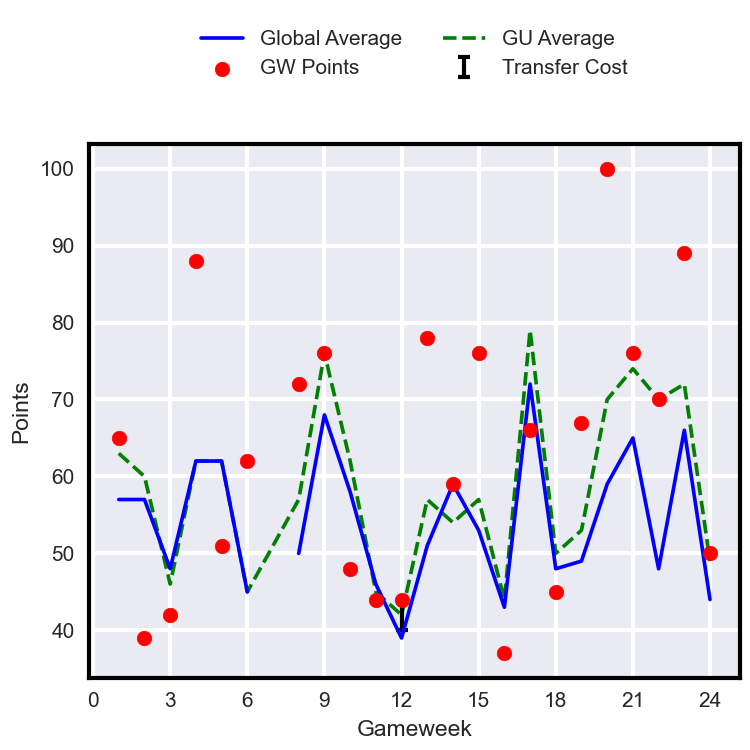 Global Average
GU Average
GW Points
Transfer Cost
100
90
80
70
60
50
40
Points
0 3 6 9 12 15 18 21 24
Gameweek